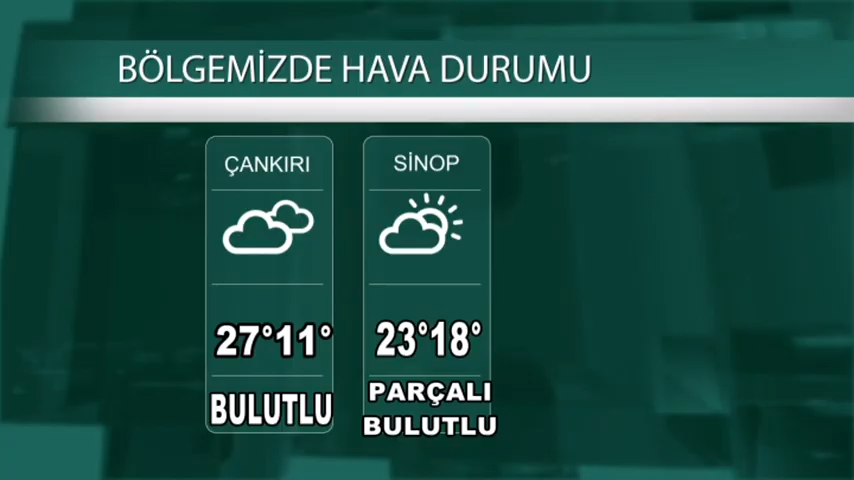 BÖLGEMİZDE HAVA DURUMU
ÇANKIRI
27°11°
BULUTLU
SİNOP
23°18°
PARÇALI
BULUTLU